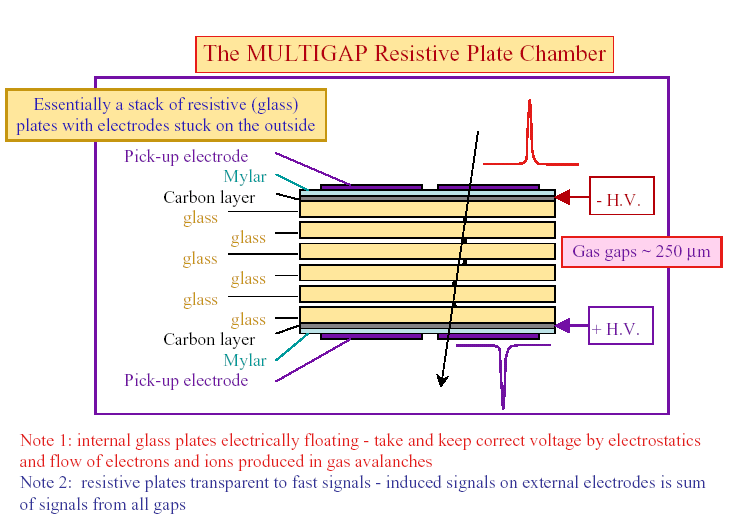 The MULTIGAP Resistive Plate Chamber
Essentially a stack of resistive (glass)
plates with electrodes stuck on the outside
Pick-up electrode
Mylar
Carbon layer
glass
glass
glass
glass
glass
glass
Carbon layer
Mylar
Pick-up electrode
- H.V.
Gas gaps ~ 250 μm
+ H.V.
Note 1: internal glass plates electrically floating - take and keep correct voltage by electrostatics
and flow of electrons and ions produced in gas avalanches
Note 2:  resistive plates transparent to fast signals - induced signals on external electrodes is sum
of signals from all gaps